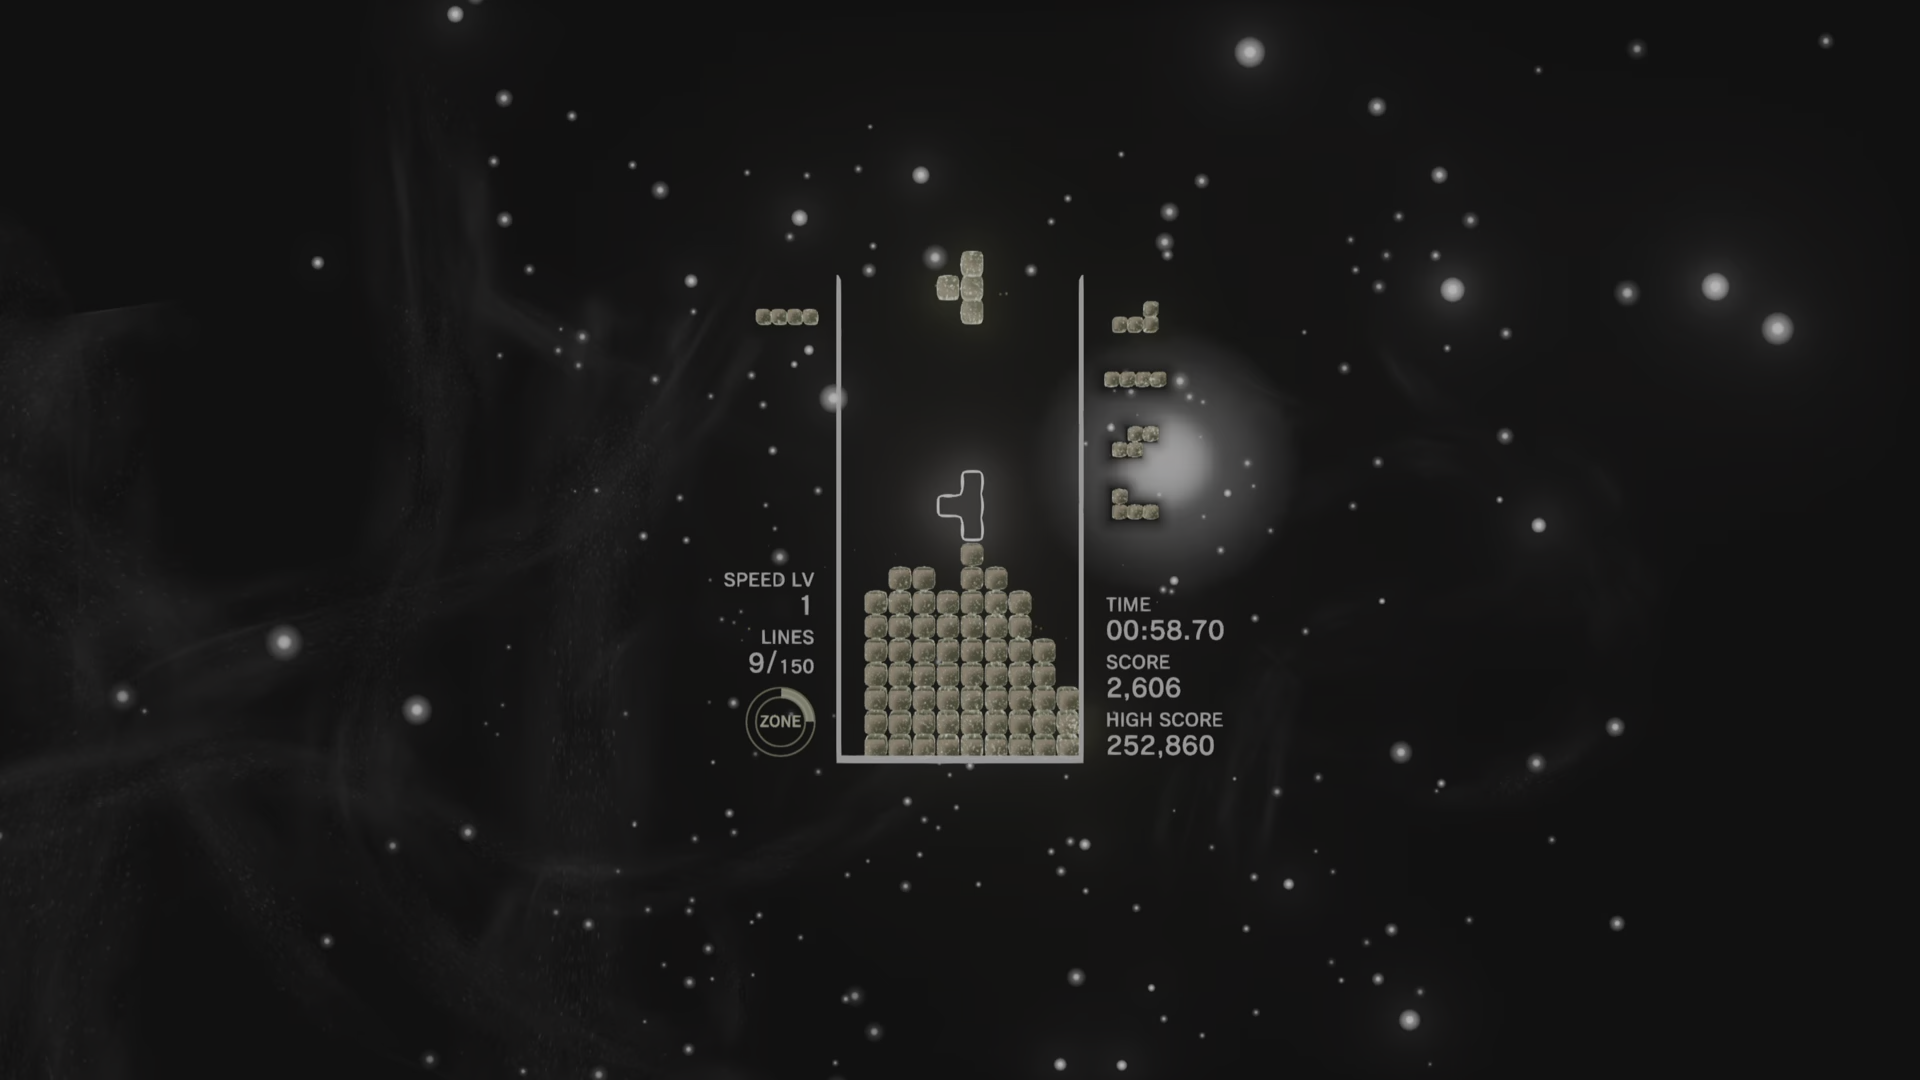 SPEED LV
1
LINES
9/150
ZONE
TIME
00:58.70
SCORE
2,606
HIGH SCORE
252,860